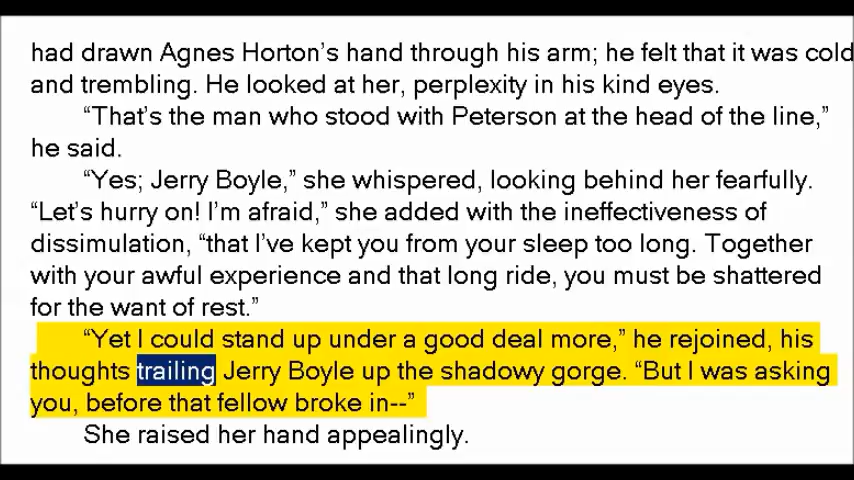 had drawn Agnes Horton’s hand through his arm; he felt that it was cold
and trembling. He looked at her, perplexity in his kind eyes.
“That’s the man who stood with Peterson at the head of the line,”
he said.
“Yes; Jerry Boyle,” she whispered, looking behind her fearfully.
“Let’s hurry on! I’m afraid,” she added with the ineffectiveness of
dissimulation, “that I’ve kept you from your sleep too long. Together
with your awful experience and that long ride, you must be shattered
for the want of rest.”
“Yet I could stand up under a good deal more,” he rejoined, his
thoughts trailing Jerry Boyle up the shadowy gorge. “But I was asking
you, before that fellow broke in--”
She raised her hand appealingly.